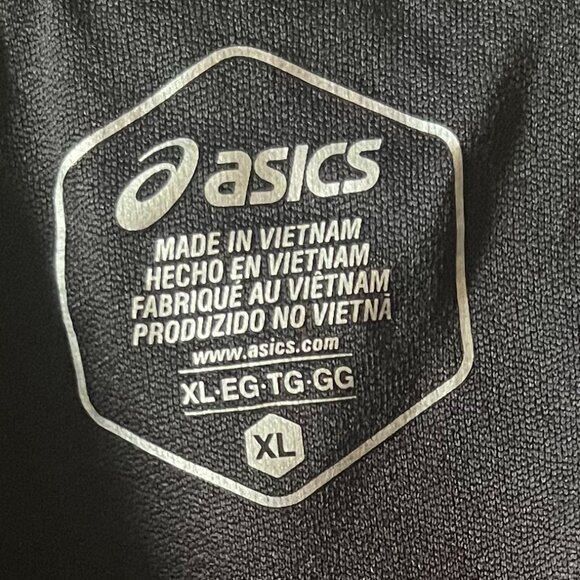 asics
MADE IN VIETNAM
HECHO EN VIETNAM
FABRIQUÉ AU VIÊTNAM
PRODUZIDO NO VIETNÃ
www.asics.com
XL·EG·TG·GG
XL